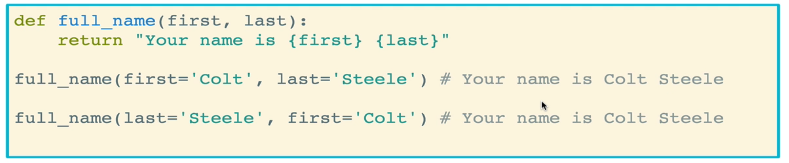 def full_name(first, last):
    return "Your name is {first} {last}"
full_name(first='Colt', last='Steele') # Your name is Colt Steele
full_name(last='Steele', first='Colt') # Your name is Colt Steele